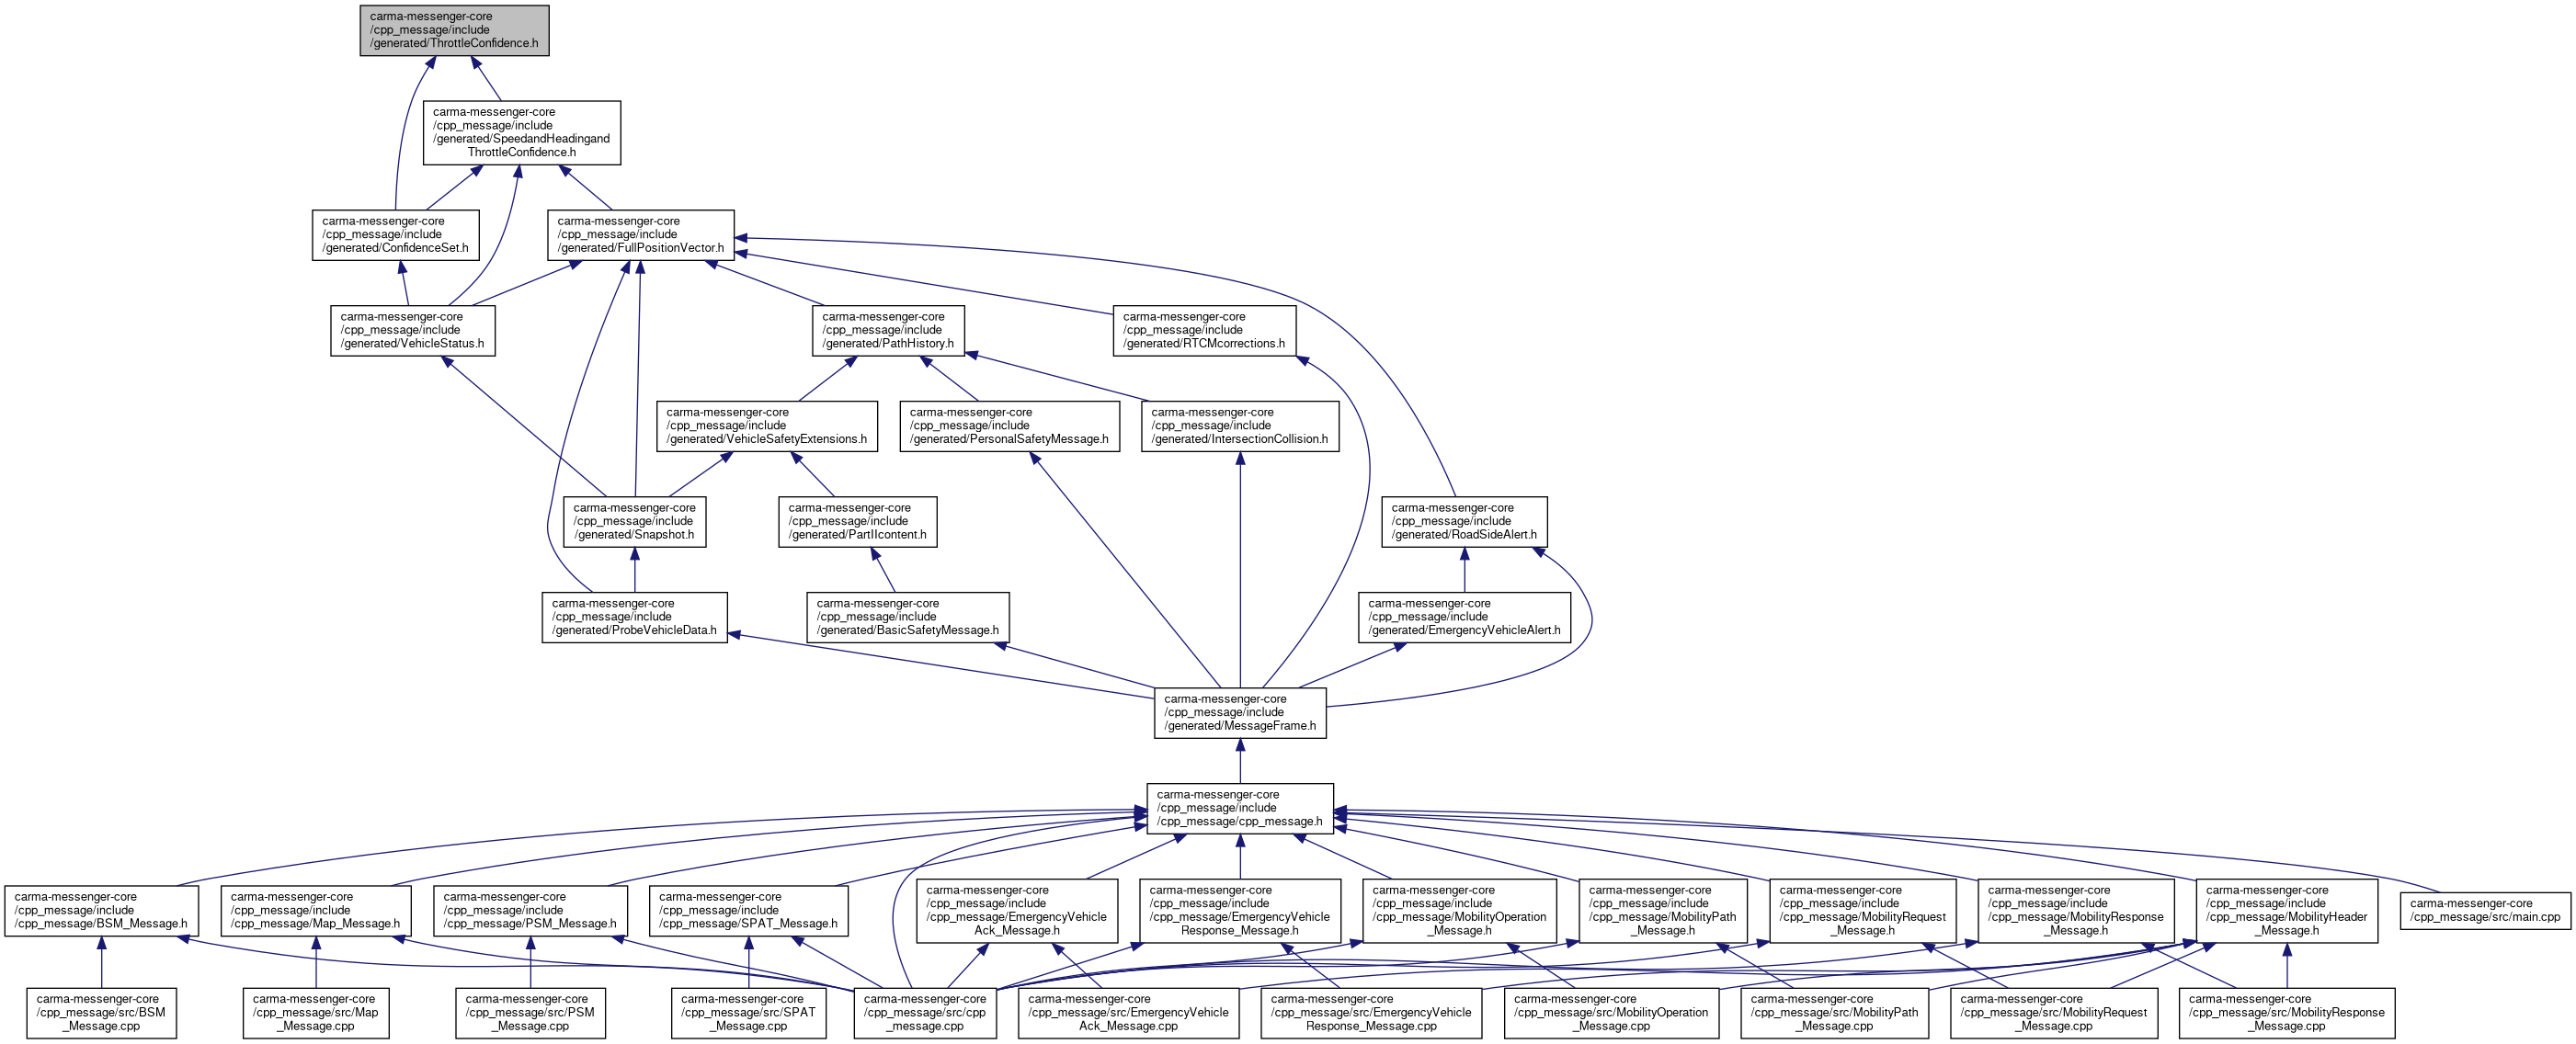 carma-messenger-core
/cpp_message/include
/generated/ThrottleConfidence.h
carma-messenger-core
/cpp_message/include
/generated/SpeedandHeadingand
ThrottleConfidence.h
carma-messenger-core
/cpp_message/include
/generated/ConfidenceSet.h
carma-messenger-core
/cpp_message/include
/generated/FullPositionVector.h
carma-messenger-core
/cpp_message/include
/generated/VehicleStatus.h
carma-messenger-core
/cpp_message/include
/generated/PathHistory.h
carma-messenger-core
/cpp_message/include
/generated/RTCMcorrections.h
carma-messenger-core
/cpp_message/include
/generated/VehicleSafetyExtensions.h
carma-messenger-core
/cpp_message/include
/generated/PersonalSafetyMessage.h
carma-messenger-core
/cpp_message/include
/generated/IntersectionCollision.h
carma-messenger-core
/cpp_message/include
/generated/Snapshot.h
carma-messenger-core
/cpp_message/include
/generated/PartIIcontent.h
carma-messenger-core
/cpp_message/include
/generated/RoadSideAlert.h
carma-messenger-core
/cpp_message/include
/generated/ProbeVehicleData.h
carma-messenger-core
/cpp_message/include
/generated/BasicSafetyMessage.h
carma-messenger-core
/cpp_message/include
/generated/EmergencyVehicleAlert.h
carma-messenger-core
/cpp_message/include
/generated/MessageFrame.h
carma-messenger-core
/cpp_message/include
/cpp_message/cpp_message.h
carma-messenger-core
/cpp_message/include
/cpp_message/BSM_Message.h
carma-messenger-core
/cpp_message/include
/cpp_message/Map_Message.h
carma-messenger-core
/cpp_message/include
/cpp_message/PSM_Message.h
carma-messenger-core
/cpp_message/include
/cpp_message/SPAT_Message.h
carma-messenger-core
/cpp_message/include
/cpp_message/EmergencyVehicle
Ack_Message.h
carma-messenger-core
/cpp_message/include
/cpp_message/EmergencyVehicle
Response_Message.h
carma-messenger-core
/cpp_message/include
/cpp_message/MobilityOperation
_Message.h
carma-messenger-core
/cpp_message/include
/cpp_message/MobilityPath
_Message.h
carma-messenger-core
/cpp_message/include
/cpp_message/MobilityRequest
_Message.h
carma-messenger-core
/cpp_message/include
/cpp_message/MobilityResponse
_Message.h
carma-messenger-core
/cpp_message/include
/cpp_message/MobilityHeader
_Message.h
carma-messenger-core
/cpp_message/src/main.cpp
carma-messenger-core
/cpp_message/src/BSM
_Message.cpp
carma-messenger-core
/cpp_message/src/Map
_Message.cpp
carma-messenger-core
/cpp_message/src/PSM
_Message.cpp
carma-messenger-core
/cpp_message/src/SPAT
_Message.cpp
carma-messenger-core
/cpp_message/src/cpp
_message.cpp
carma-messenger-core
/cpp_message/src/EmergencyVehicle
Ack_Message.cpp
carma-messenger-core
/cpp_message/src/EmergencyVehicle
Response_Message.cpp
carma-messenger-core
/cpp_message/src/MobilityOperation
_Message.cpp
carma-messenger-core
/cpp_message/src/MobilityPath
_Message.cpp
carma-messenger-core
/cpp_message/src/MobilityRequest
_Message.cpp
carma-messenger-core
/cpp_message/src/MobilityResponse
_Message.cpp